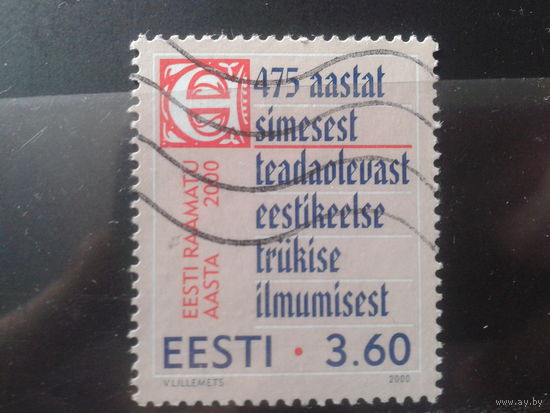 E
475 aastat
simesest
teadaolevast
eestikeelse
trükise
ilmumisest
EESTI RAAMATU
AASTA 2000
EESTI · 3.60
V.LILLEMETS
2000
www.ay.by